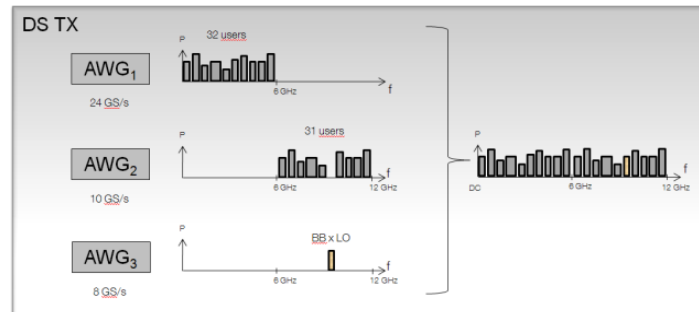 DS TX
32 users
P
AWG1
f
6 GHz
24 GS/s
31 users
P
P
AWG2
f
6 GHz 12 GHz
DC 6 GHz 12 GHz
f
10 GS/s
BB x LO
P
AWG3
f
6 GHz 12 GHz
8 GS/s